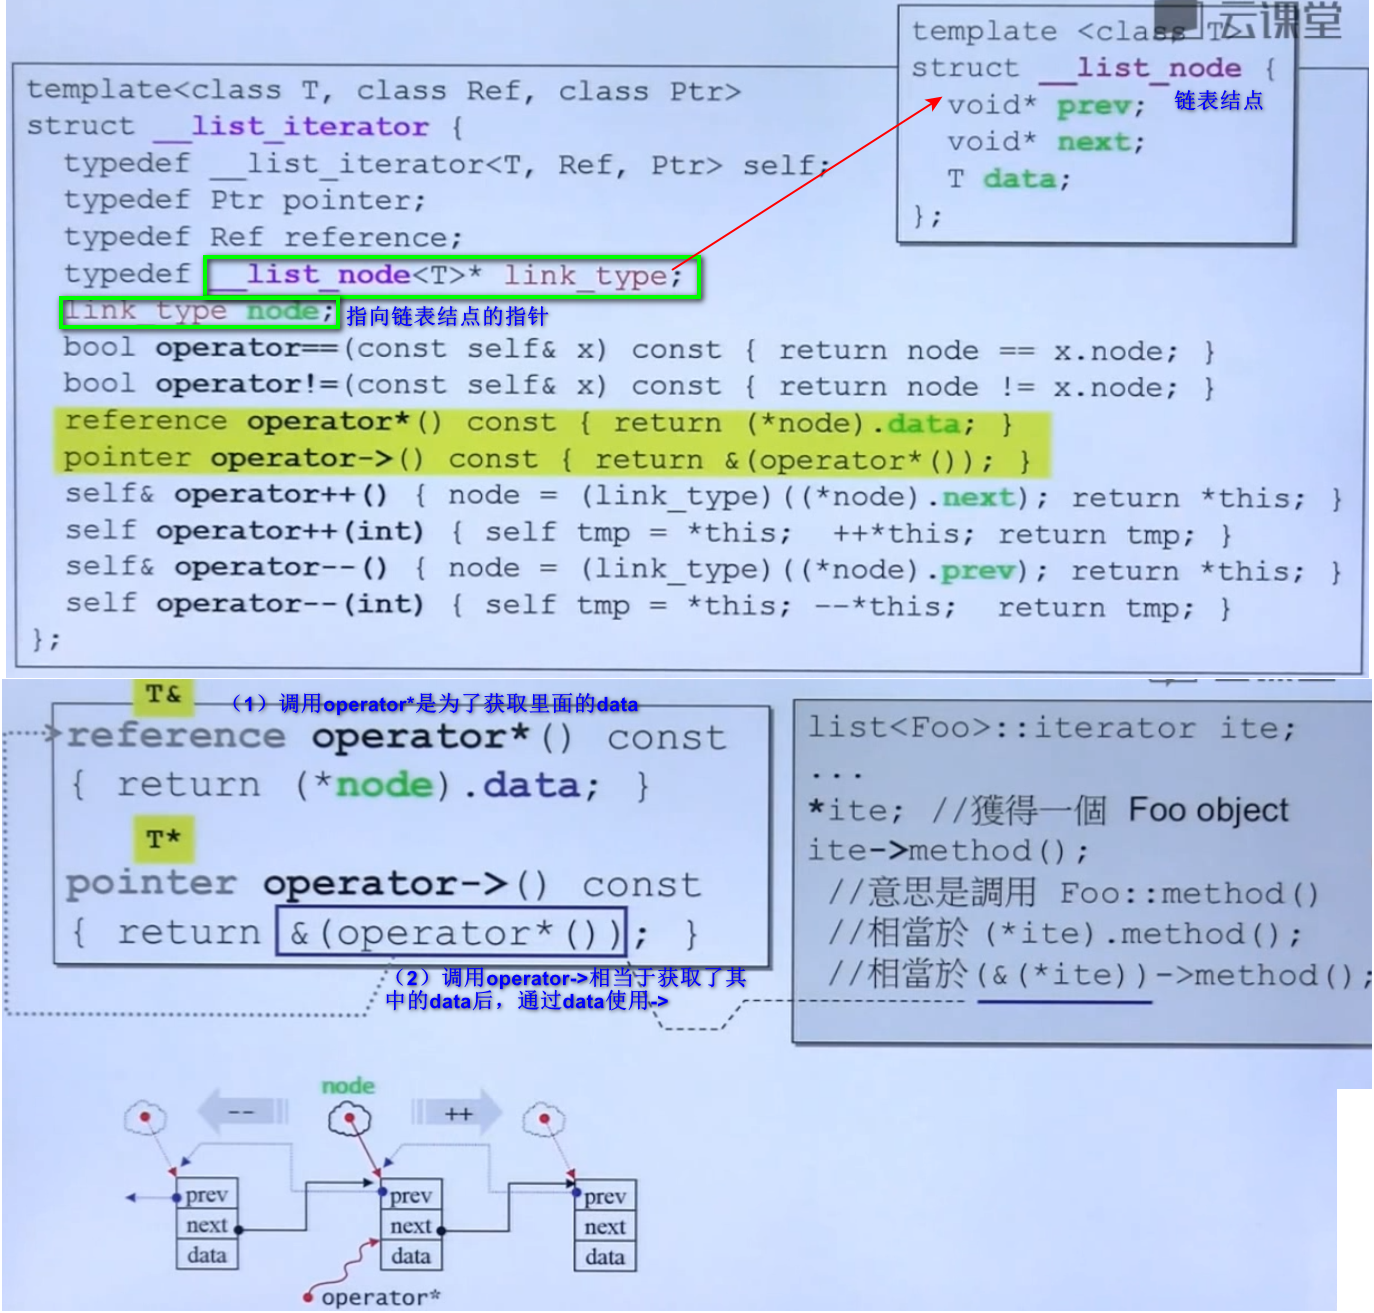 云课堂
template <class T>
struct __list_node {
void* prev;
链表结点
void* next;
T data;
};
template<class T, class Ref, class Ptr>
struct __list_iterator {
typedef __list_iterator<T, Ref, Ptr> self;
typedef Ptr pointer;
typedef Ref reference;
typedef __list_node<T>* link_type;
link_type node; 指向链表结点的指针
bool operator==(const self& x) const { return node == x.node; }
bool operator!=(const self& x) const { return node != x.node; }
reference operator*() const { return (*node).data; }
pointer operator->() const { return &(operator*()); }
self& operator++() { node = (link_type)((*node).next); return *this; }
self operator++(int) { self tmp = *this; ++*this; return tmp; }
self& operator--() { node = (link_type)((*node).prev); return *this; }
self operator--(int) { self tmp = *this; --*this; return tmp; }
};
T&
（1）调用operator*是为了获取里面的data
reference operator*() const
{ return (*node).data; }
T*
pointer operator->() const
{ return &(operator*()); }
（2）调用operator->相当于获取了其
中的data后，通过data使用->
list<Foo>::iterator ite;
...
*ite; //獲得一個 Foo object
ite->method();
//意思是調用 Foo::method()
//相當於 (*ite).method();
//相當於(&(*ite))->method();
node
--
++
prev
next
data
prev
next
data
prev
next
data
operator*